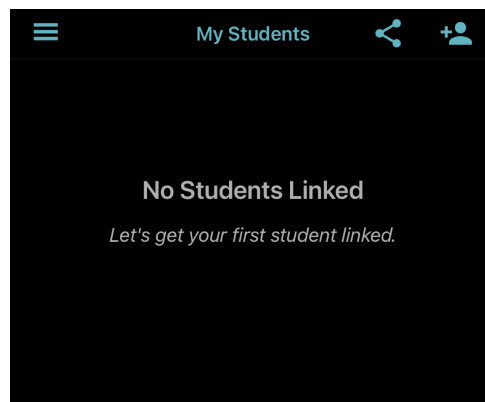 My Students
No Students Linked
Let's get your first student linked.